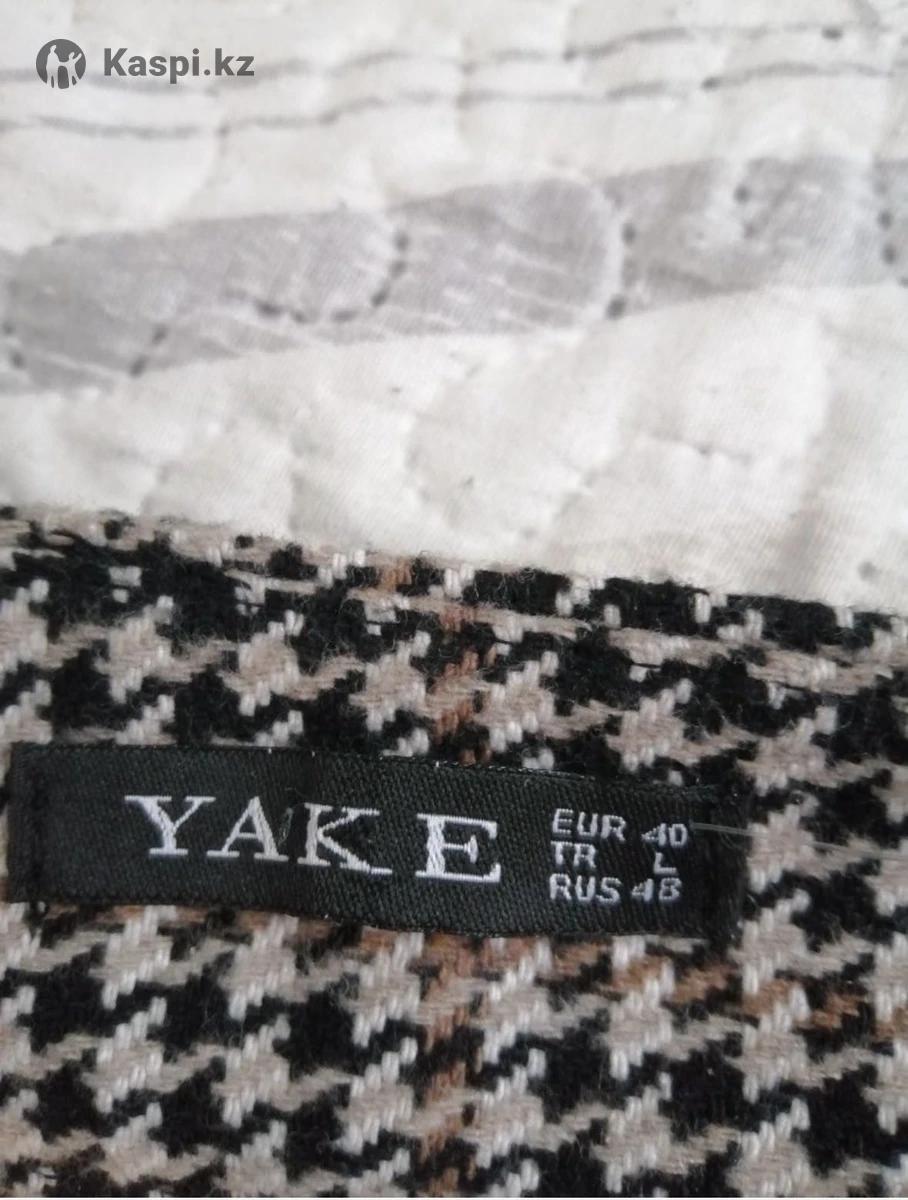 Kaspi.kz
YAKE
EUR 40
TR L
RUS 48